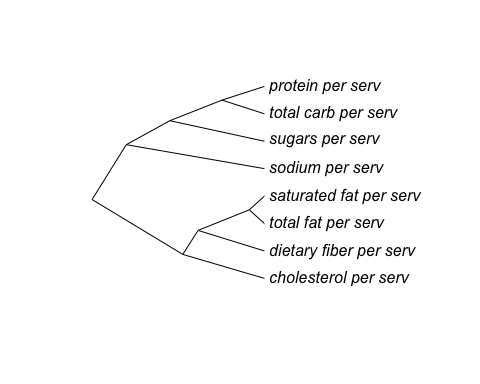 protein per serv
total carb per serv
sugars per serv
sodium per serv
saturated fat per serv
total fat per serv
dietary fiber per serv
cholesterol per serv